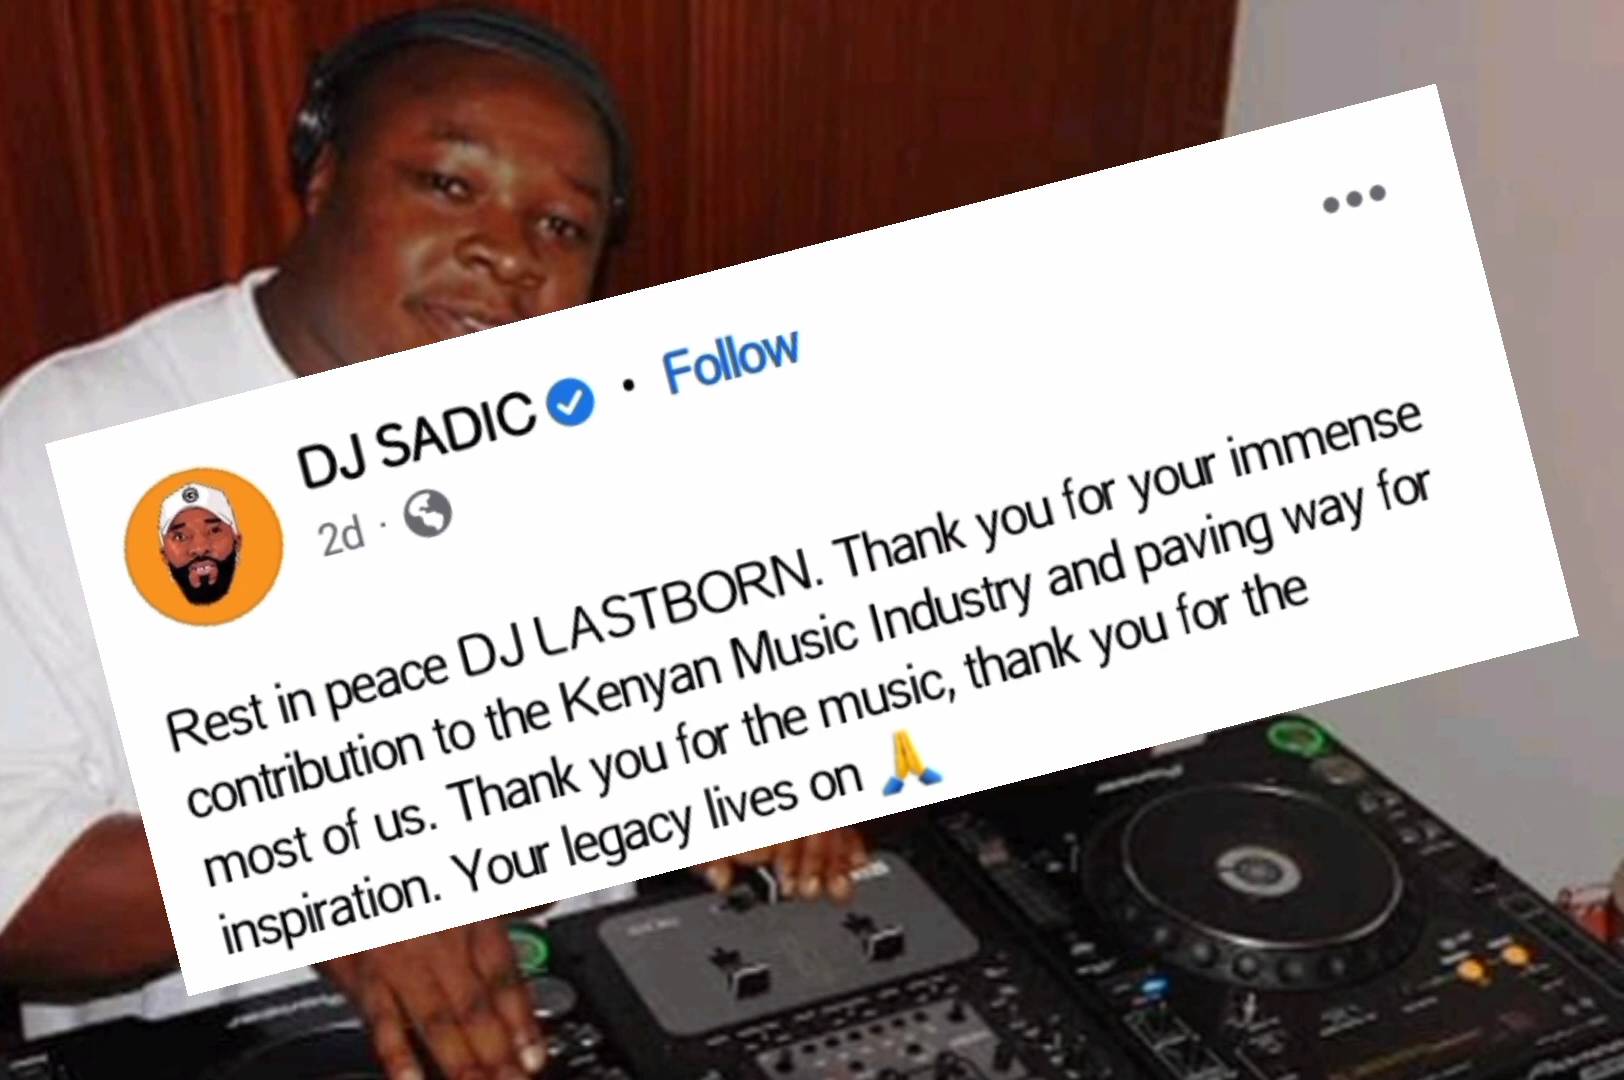 DJ SADIC · Follow
2d ·
Rest in peace DJ LASTBORN. Thank you for your immense
contribution to the Kenyan Music Industry and paving way for
most of us. Thank you for the music, thank you for the
inspiration. Your legacy lives on 🙏